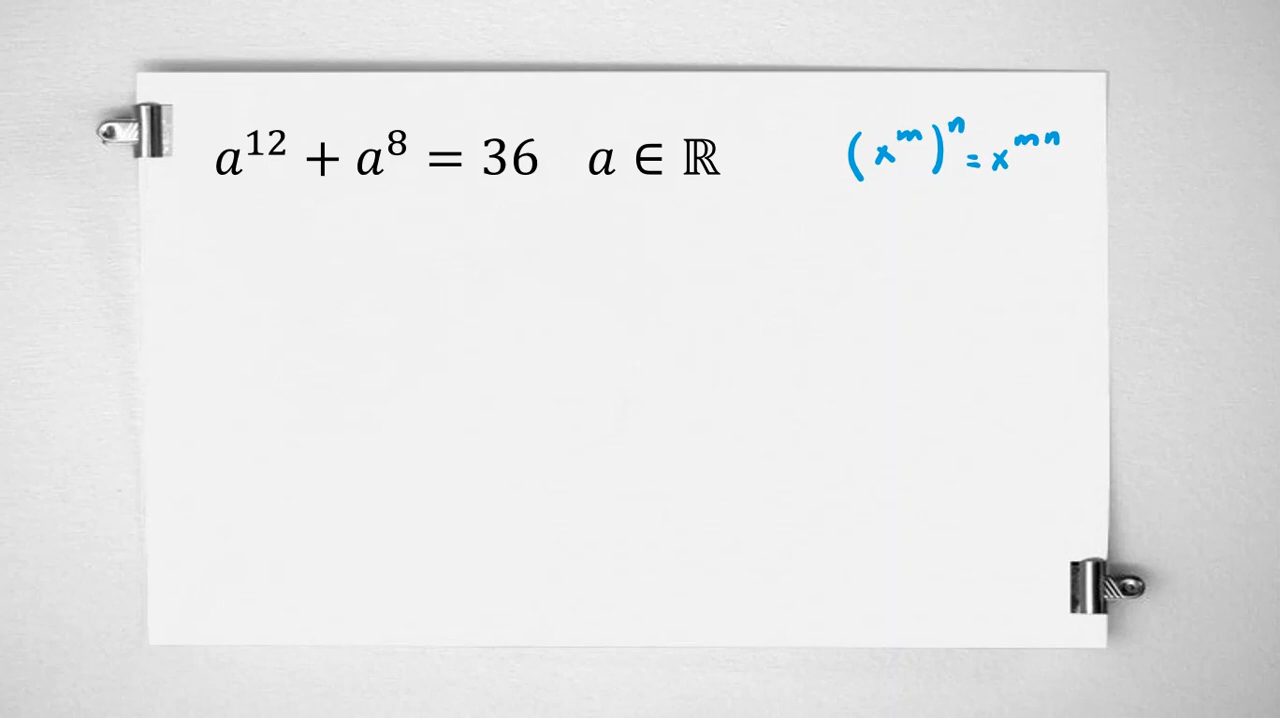 a¹² + a⁸ = 36 a ∈ ℝ (xᵐ)ⁿ = xᵐⁿ